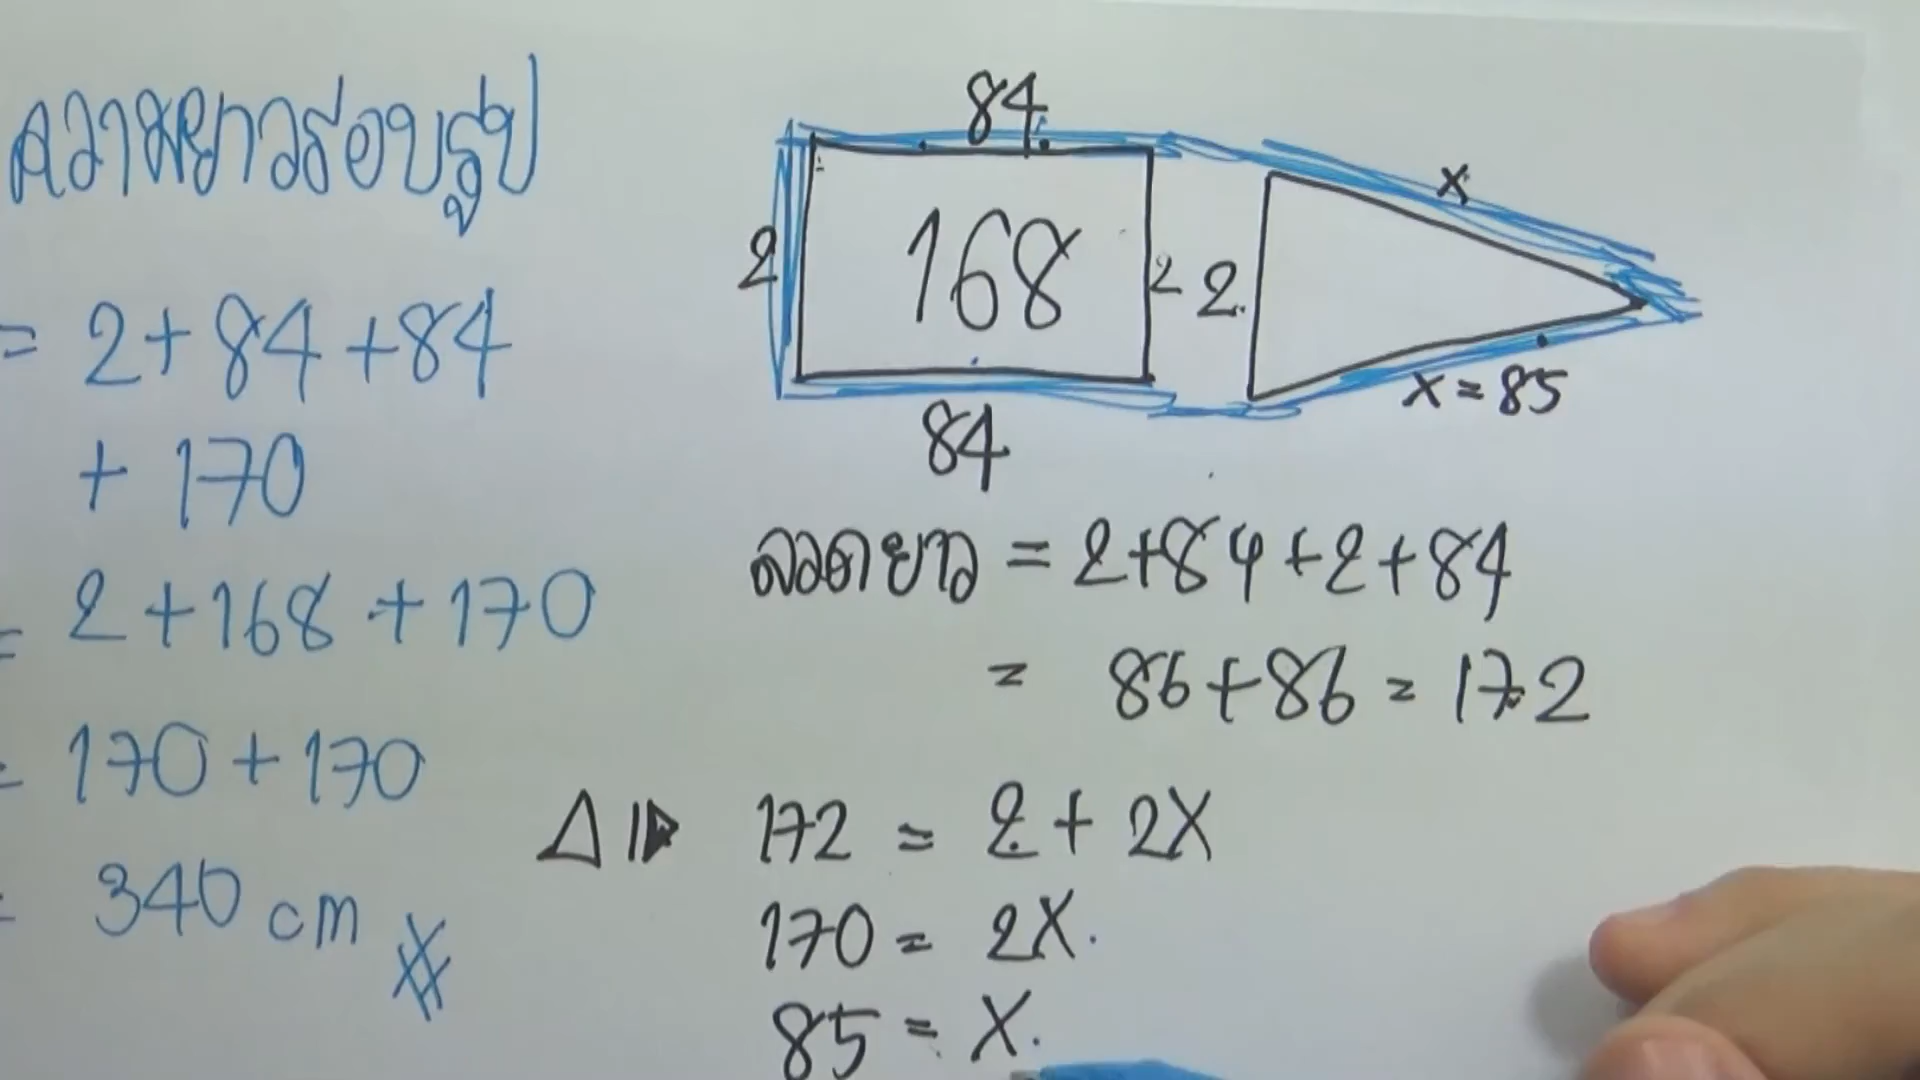 ความยาวรอบรูป
= 2+84+84
+ 170
= 2+168+170
= 170+170
= 340 cm
84
2
168
2
84
2
x
x = 85
ลวดยาว = 2+84+2+84
= 86+86 = 172
172 = 2 + 2X
170 = 2X
85 = X